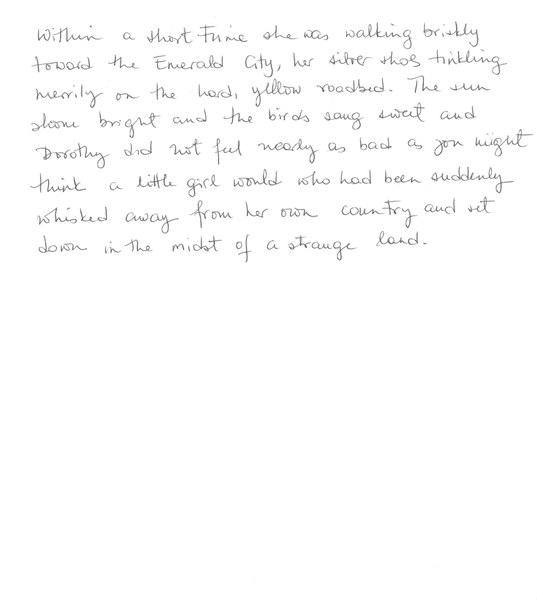 Within a short time she was walking briskly
toward the Emerald City, her silver shoes tinkling
merrily on the hard, yellow roadbed. The sun
shone bright and the birds sang sweet and
Dorothy did not feel nearly as bad as you might
think a little girl would who had been suddenly
whisked away from her own country and set
down in the midst of a strange land.